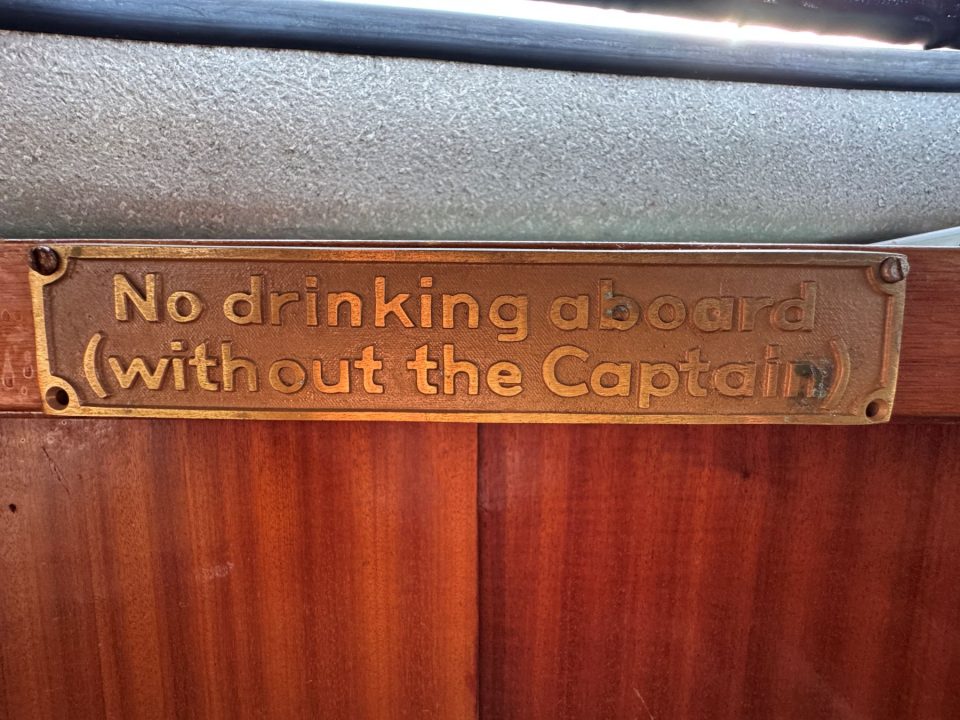 No drinking aboard
(without the Captain)